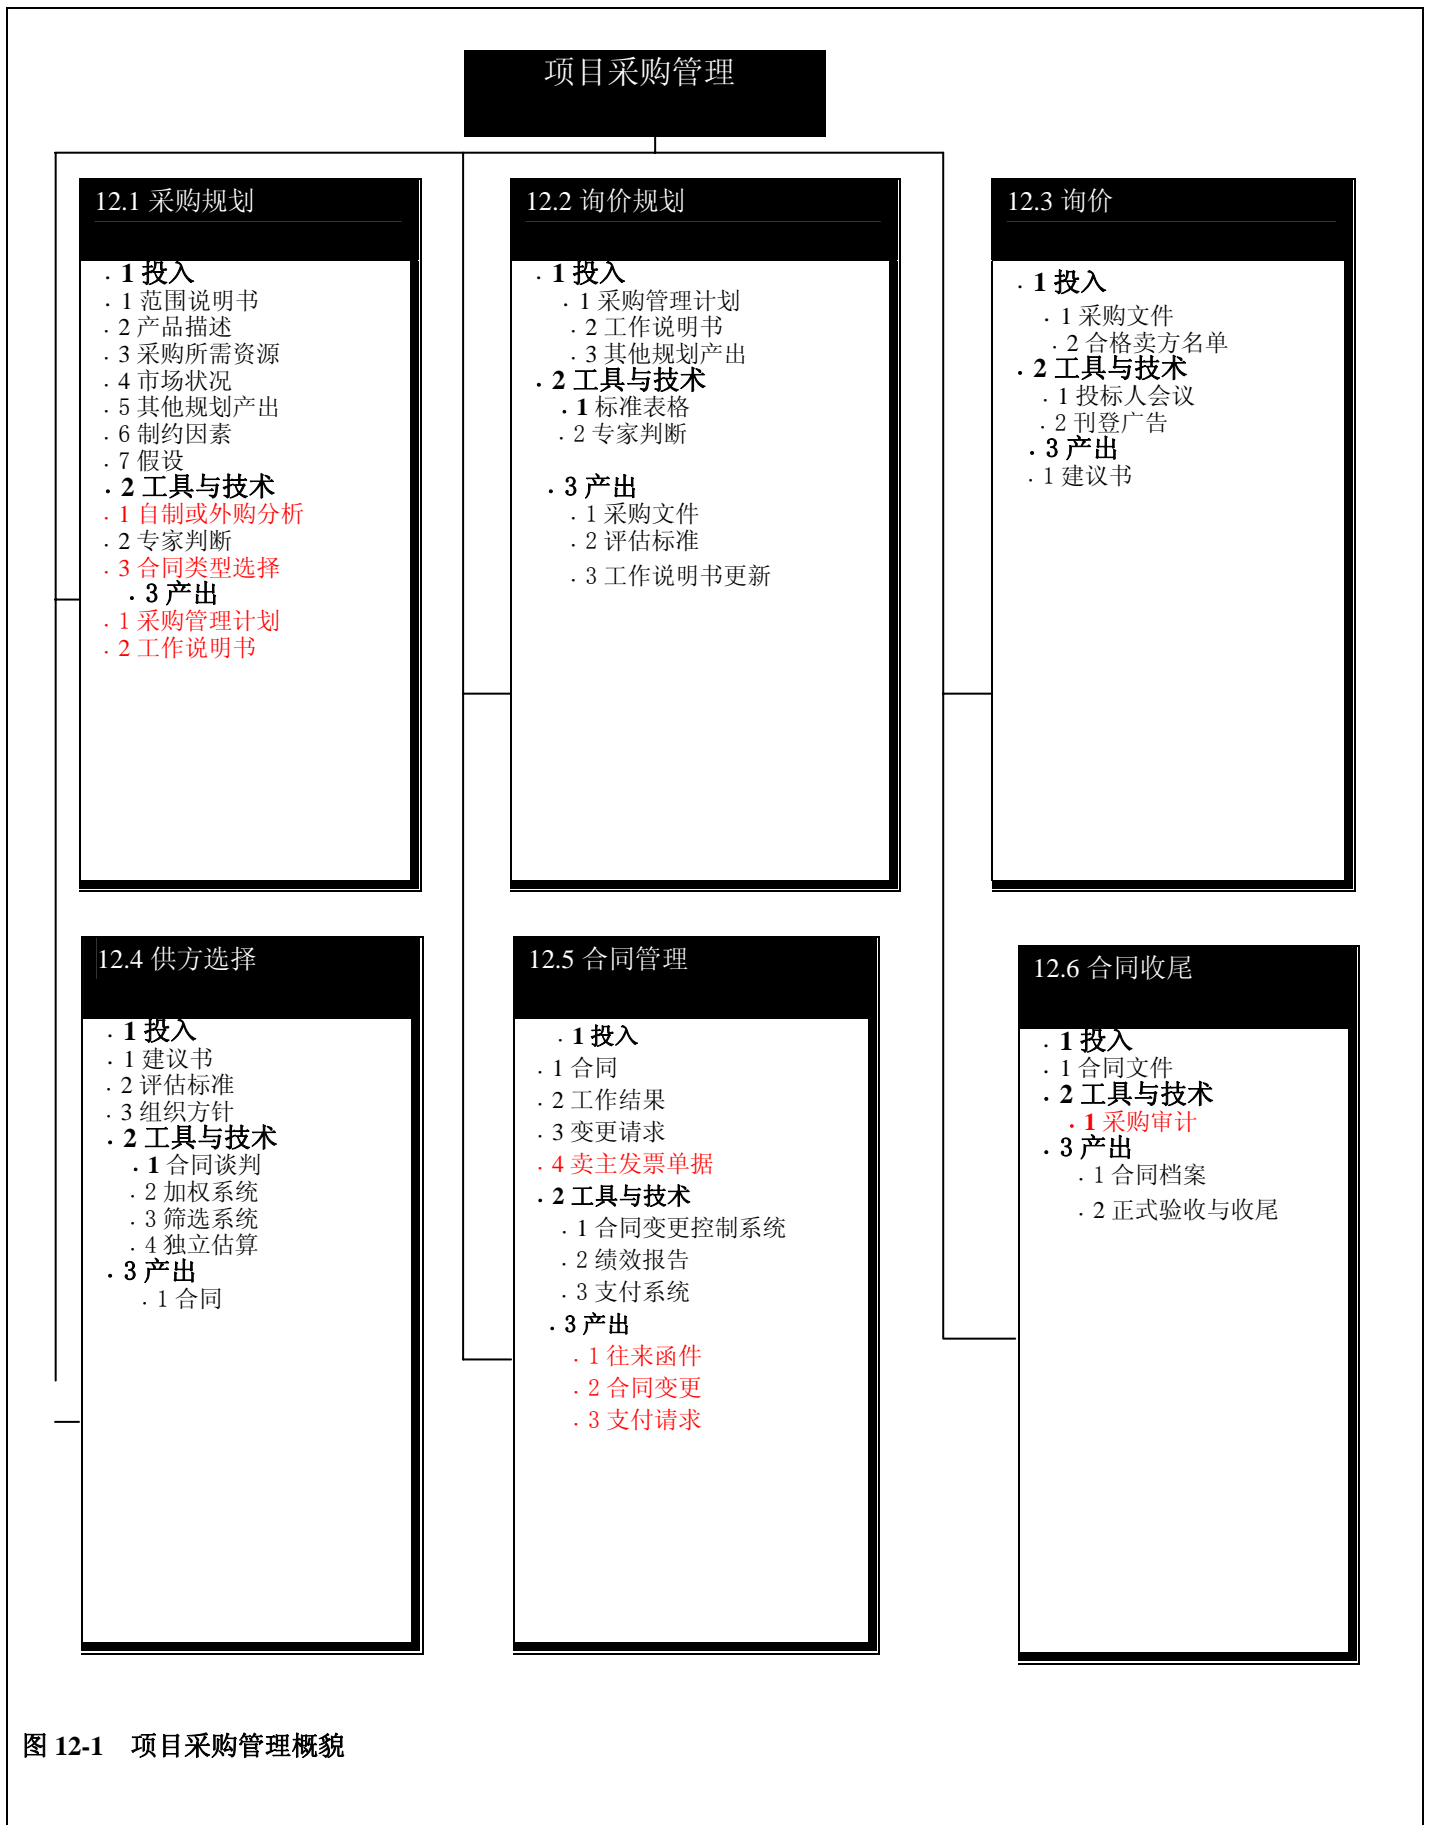 项目采购管理
12.1 采购规划
. 1 投入
. 1 范围说明书
. 2 产品描述
. 3 采购所需资源
. 4 市场状况
. 5 其他规划产出
. 6 制约因素
. 7 假设
. 2 工具与技术
. 1 自制或外购分析
. 2 专家判断
. 3 合同类型选择
. 3 产出
. 1 采购管理计划
. 2 工作说明书
12.2 询价规划
. 1 投入
. 1 采购管理计划
. 2 工作说明书
. 3 其他规划产出
. 2 工具与技术
. 1 标准表格
. 2 专家判断
. 3 产出
. 1 采购文件
. 2 评估标准
. 3 工作说明书更新
12.3 询价
. 1 投入
. 1 采购文件
. 2 合格卖方名单
. 2 工具与技术
. 1 投标人会议
. 2 刊登广告
. 3 产出
. 1 建议书
12.4 供方选择
. 1 投入
. 1 建议书
. 2 评估标准
. 3 组织方针
. 2 工具与技术
. 1 合同谈判
. 2 加权系统
. 3 筛选系统
. 4 独立估算
. 3 产出
. 1 合同
12.5 合同管理
. 1 投入
. 1 合同
. 2 工作结果
. 3 变更请求
. 4 卖主发票单据
. 2 工具与技术
. 1 合同变更控制系统
. 2 绩效报告
. 3 支付系统
. 3 产出
. 1 往来函件
. 2 合同变更
. 3 支付请求
12.6 合同收尾
. 1 投入
. 1 合同文件
. 2 工具与技术
. 1 采购审计
. 3 产出
. 1 合同档案
. 2 正式验收与收尾
图 12-1 项目采购管理概貌